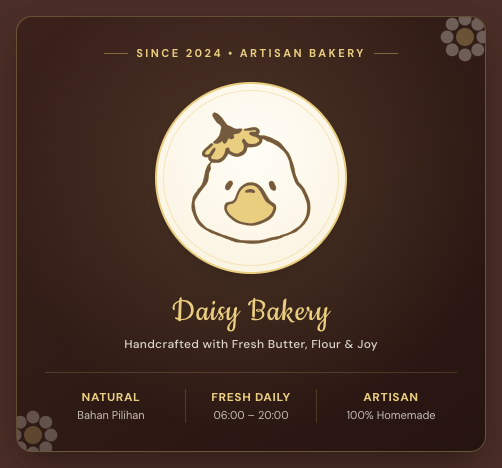 SINCE 2024 • ARTISAN BAKERY
Daisy Bakery
Handcrafted with Fresh Butter, Flour & Joy
NATURAL
Bahan Pilihan
FRESH DAILY
06:00 – 20:00
ARTISAN
100% Homemade